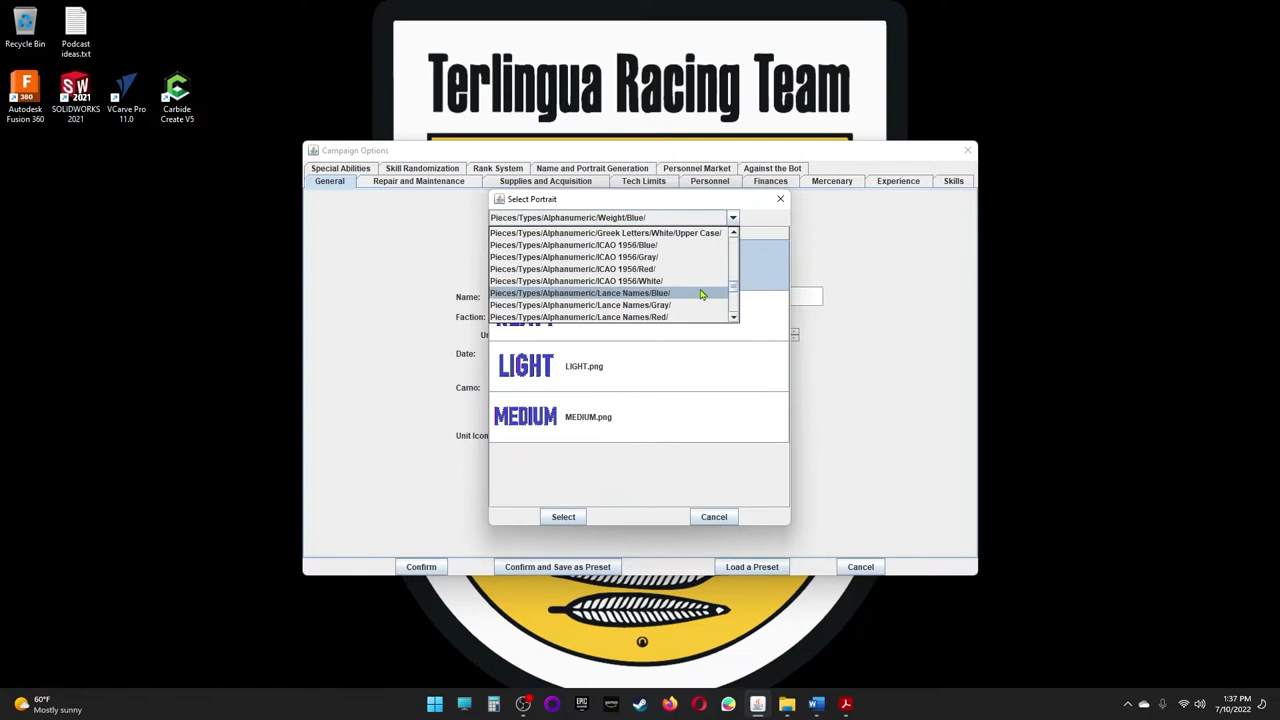 Recycle Bin
Podcast
ideas.txt
Autodesk
Fusion 360
SOLIDWORKS
2021
VCarve Pro
11.0
Carbide
Create V5
Terlingua Racing Team
Campaign Options
Special Abilities
Skill Randomization
Rank System
Name and Portrait Generation
Personnel Market
Against the Bot
General
Repair and Maintenance
Supplies and Acquisition
Tech Limits
Personnel
Finances
Mercenary
Experience
Skills
Select Portrait
Pieces/Types/Alphanumeric/Weight/Blue/
Pieces/Types/Alphanumeric/Greek Letters/White/Upper Case/
Pieces/Types/Alphanumeric/ICAO 1956/Blue/
Pieces/Types/Alphanumeric/ICAO 1956/Gray/
Pieces/Types/Alphanumeric/ICAO 1956/Red/
Pieces/Types/Alphanumeric/ICAO 1956/White/
Pieces/Types/Alphanumeric/Lance Names/Blue/
Pieces/Types/Alphanumeric/Lance Names/Gray/
Pieces/Types/Alphanumeric/Lance Names/Red/
Name:
Faction:
Date:
Camo:
Unit Icon
LIGHT
LIGHT.png
MEDIUM
MEDIUM.png
Select
Cancel
Confirm
Confirm and Save as Preset
Load a Preset
Cancel
60°F
Mostly sunny
1:37 PM
7/10/2022